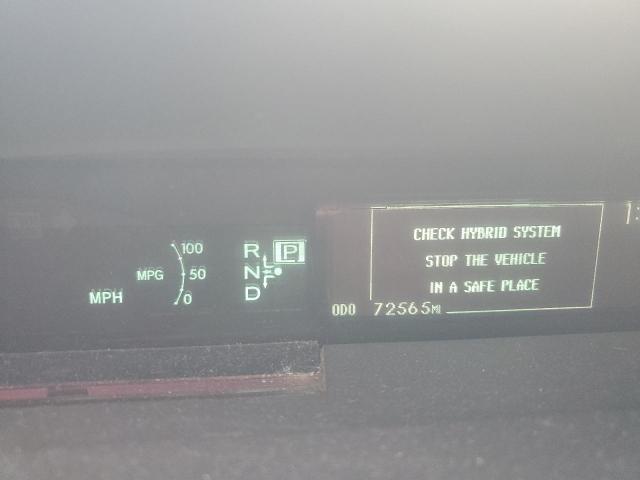 CHECK HYBRID SYSTEM
STOP THE VEHICLE
IN A SAFE PLACE
ODO 72565MI
MPH
MPG
100
50
0
R
N
D
P